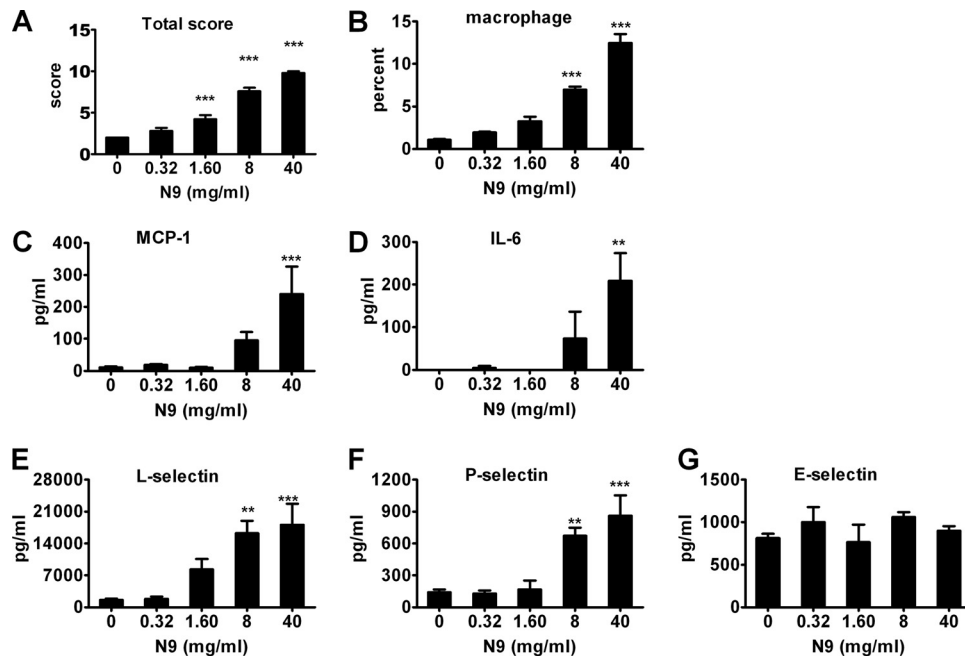 A
Total score
***
***
***
score
15
10
5
0
0 0.32 1.60 8 40
N9 (mg/ml)
B
macrophage
***
***
percent
15
10
5
0
0 0.32 1.60 8 40
N9 (mg/ml)
C
MCP-1
***
pg/ml
400
300
200
100
0
0 0.32 1.60 8 40
N9 (mg/ml)
D
IL-6
**
pg/ml
300
200
100
0
0 0.32 1.60 8 40
N9 (mg/ml)
E
L-selectin
** ***
pg/ml
28000
21000
14000
7000
0
0 0.32 1.60 8 40
N9 (mg/ml)
F
P-selectin
***
**
pg/ml
1200
900
600
300
0
0 0.32 1.60 8 40
N9 (mg/ml)
G
E-selectin
pg/ml
1500
1000
500
0
0 0.32 1.60 8 40
N9 (mg/ml)